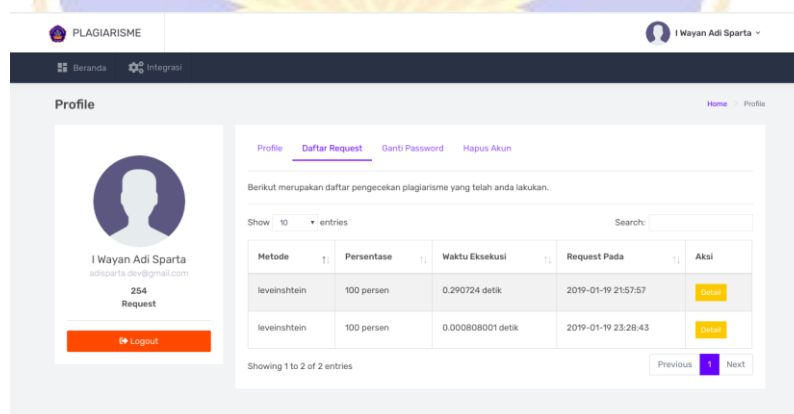 PLAGIARISME
I Wayan Adi Sparta
Beranda Integrasi
Profile
Home > Profile
I Wayan Adi Sparta
adisparta.dev@gmail.com
254
Request
Logout
Profile Daftar Request Ganti Password Hapus Akun
Berikut merupakan daftar pengecekan plagiarisme yang telah anda lakukan.
Show 10 entries
Search:
Metode Persentase Waktu Eksekusi Request Pada Aksi
leveinshtein 100 persen 0.290724 detik 2019-01-19 21:57:57 Detail
leveinshtein 100 persen 0.000808001 detik 2019-01-19 23:28:43 Detail
Showing 1 to 2 of 2 entries
Previous 1 Next